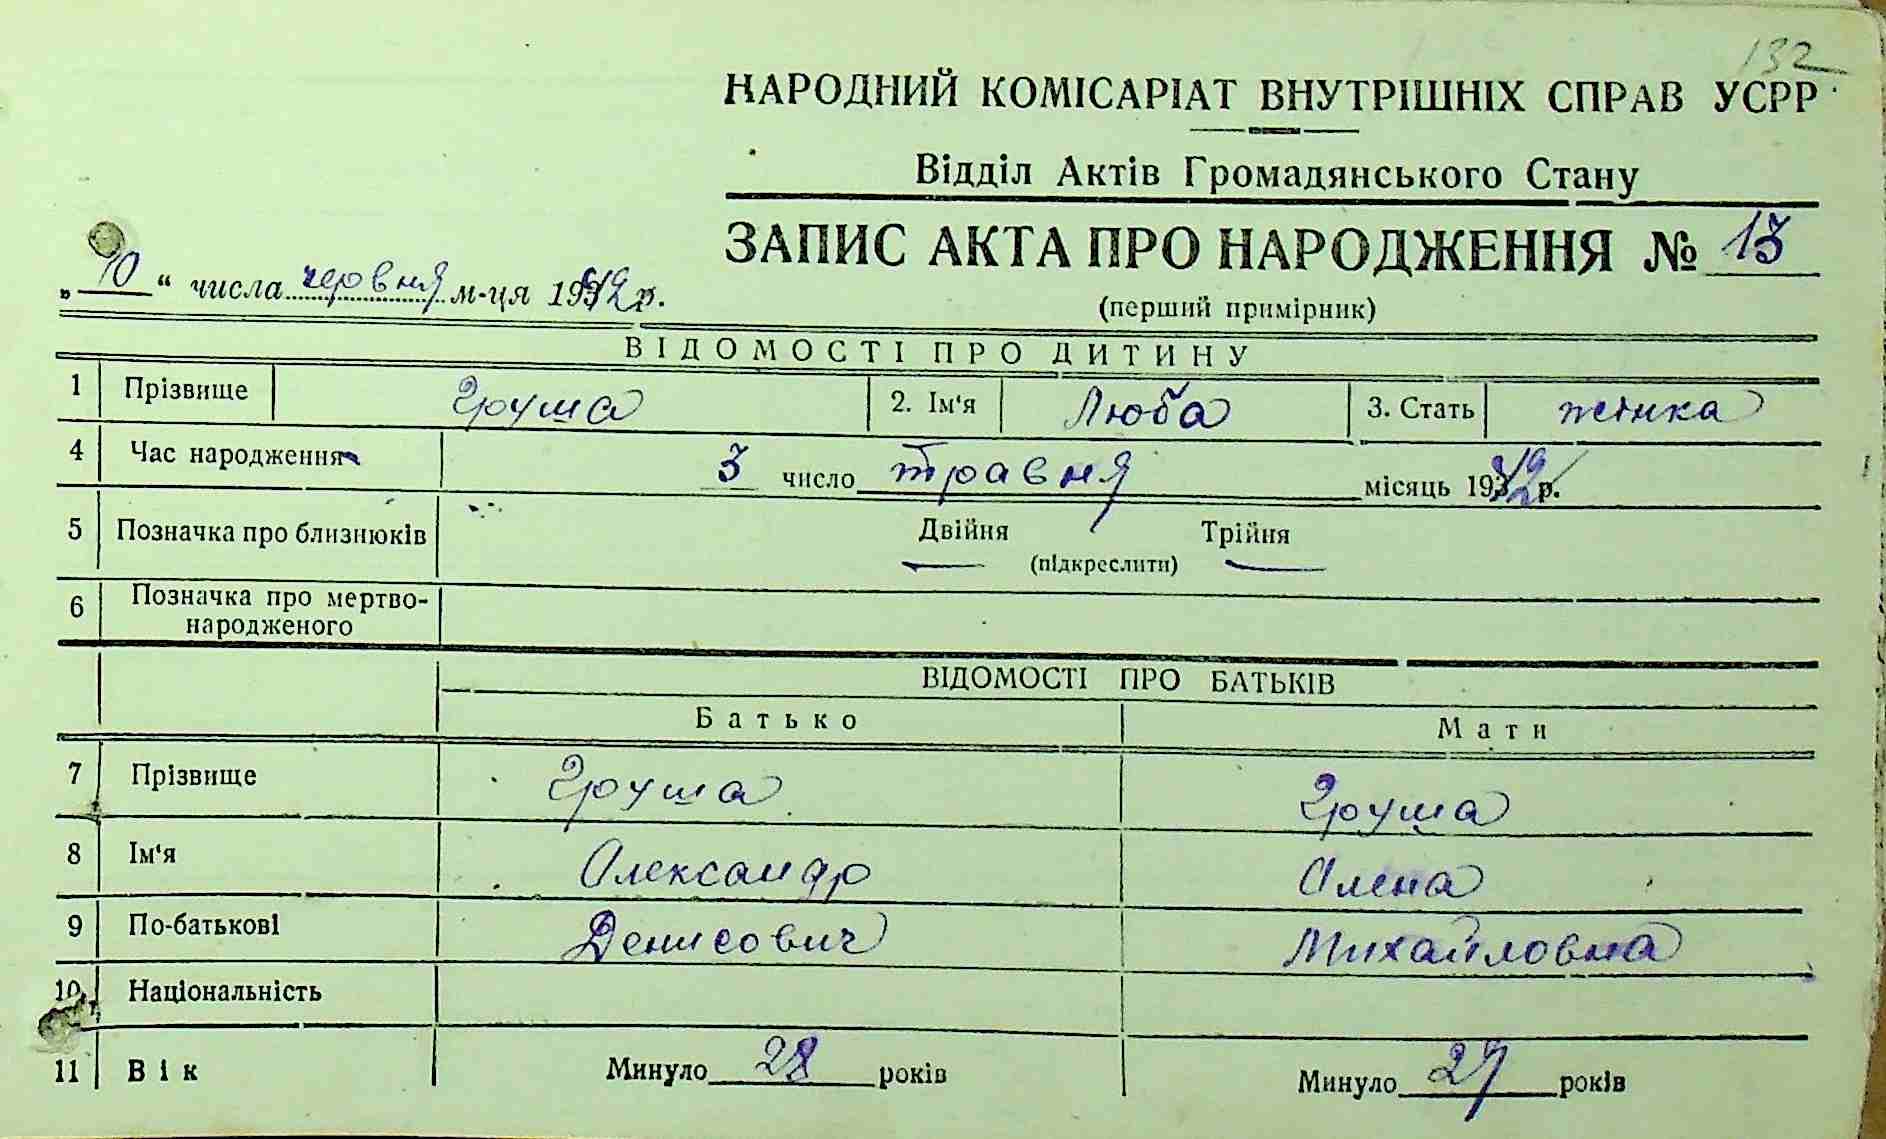 132
НАРОДНИЙ КОМІСАРІАТ ВНУТРІШНІХ СПРАВ УСРР
Відділ Актів Громадянського Стану
ЗАПИС АКТА ПРО НАРОДЖЕННЯ № 13
„10“ числа червня м-ця 1942 р.
(перший примірник)
ВІДОМОСТІ ПРО ДИТИНУ
1 Прізвище Груша 2. Ім'я Люба 3. Стать жінка
4 Час народження 3 число травня місяць 1942 р.
5 Позначка про близнюків Двійня Трійня
(підкреслити)
6 Позначка про мертво-
народженого
ВІДОМОСТІ ПРО БАТЬКІВ
Батько Мати
7 Прізвище Груша Груша
8 Ім'я Олександр Олена
9 По-батькові Денисович Михайловна
10 Національність
11 Вік Минуло 28 років Минуло 27 років